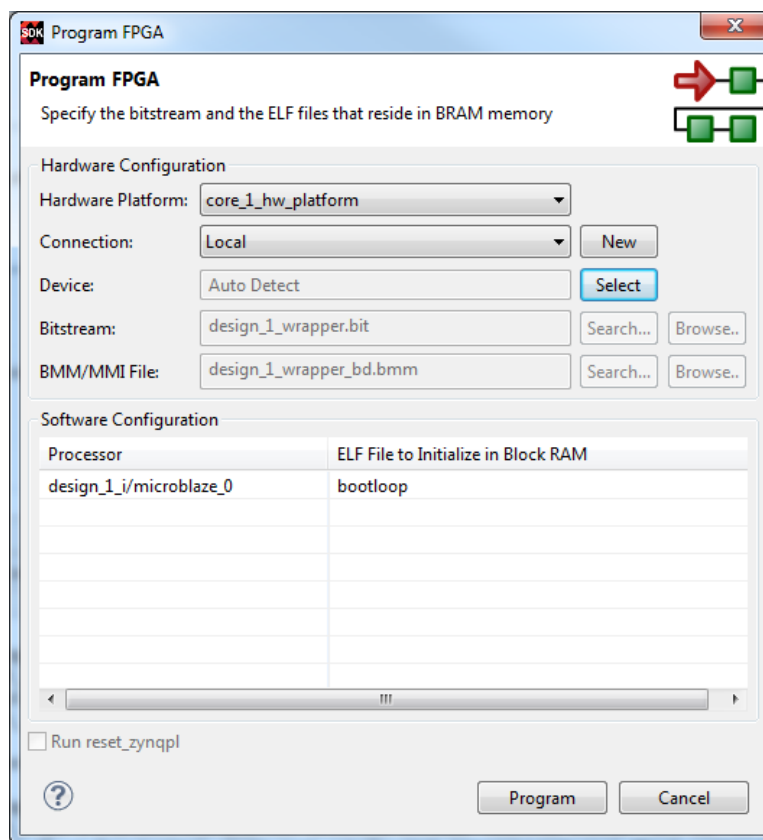 SDK Program FPGA
Program FPGA
Specify the bitstream and the ELF files that reside in BRAM memory
Hardware Configuration
Hardware Platform: core_1_hw_platform
Connection: Local New
Device: Auto Detect Select
Bitstream: design_1_wrapper.bit Search... Browse..
BMM/MMI File: design_1_wrapper_bd.bmm Search... Browse..
Software Configuration
Processor ELF File to Initialize in Block RAM
design_1_i/microblaze_0 bootloop
Run reset_zynqpl
? Program Cancel